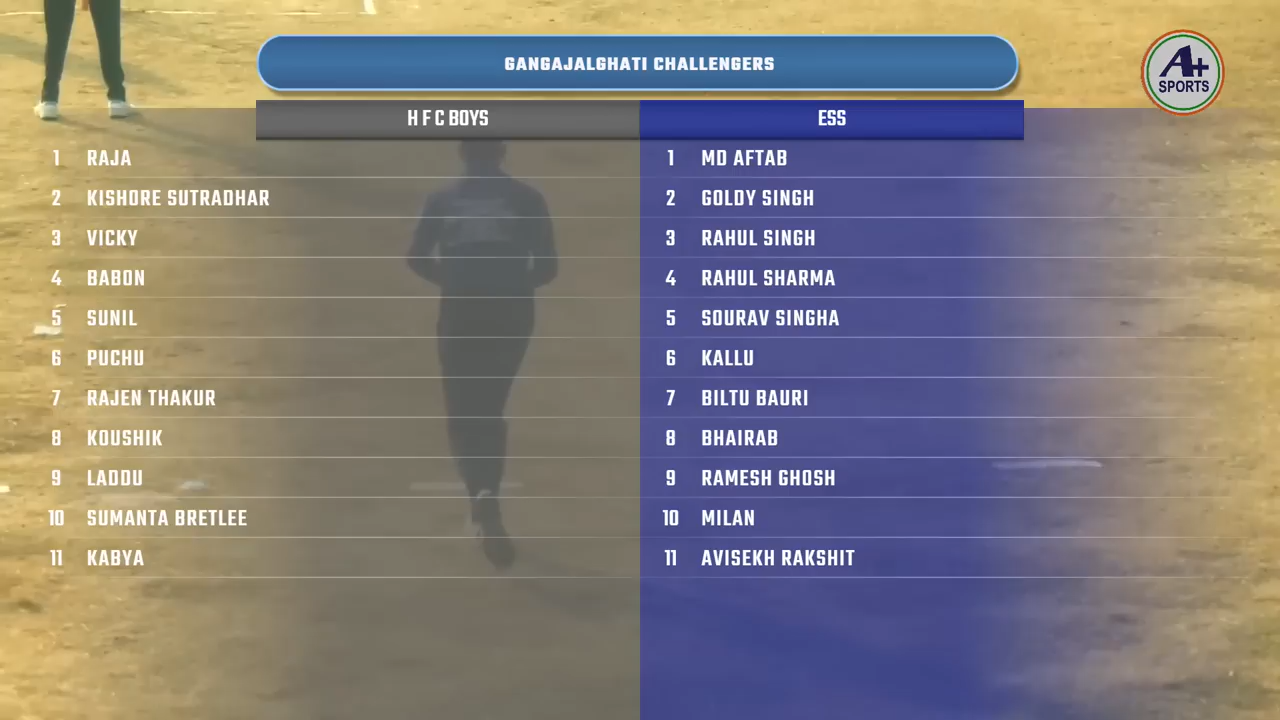 GANGAJALGHATI CHALLENGERS
A+
SPORTS
H F C BOYS
1 RAJA
2 KISHORE SUTRADHAR
3 VICKY
4 BABON
5 SUNIL
6 PUCHU
7 RAJEN THAKUR
8 KOUSHIK
9 LADDU
10 SUMANTA BRETLEE
11 KABYA
ESS
1 MD AFTAB
2 GOLDY SINGH
3 RAHUL SINGH
4 RAHUL SHARMA
5 SOURAV SINGHA
6 KALLU
7 BILTU BAURI
8 BHAIRAB
9 RAMESH GHOSH
10 MILAN
11 AVISEKH RAKSHIT